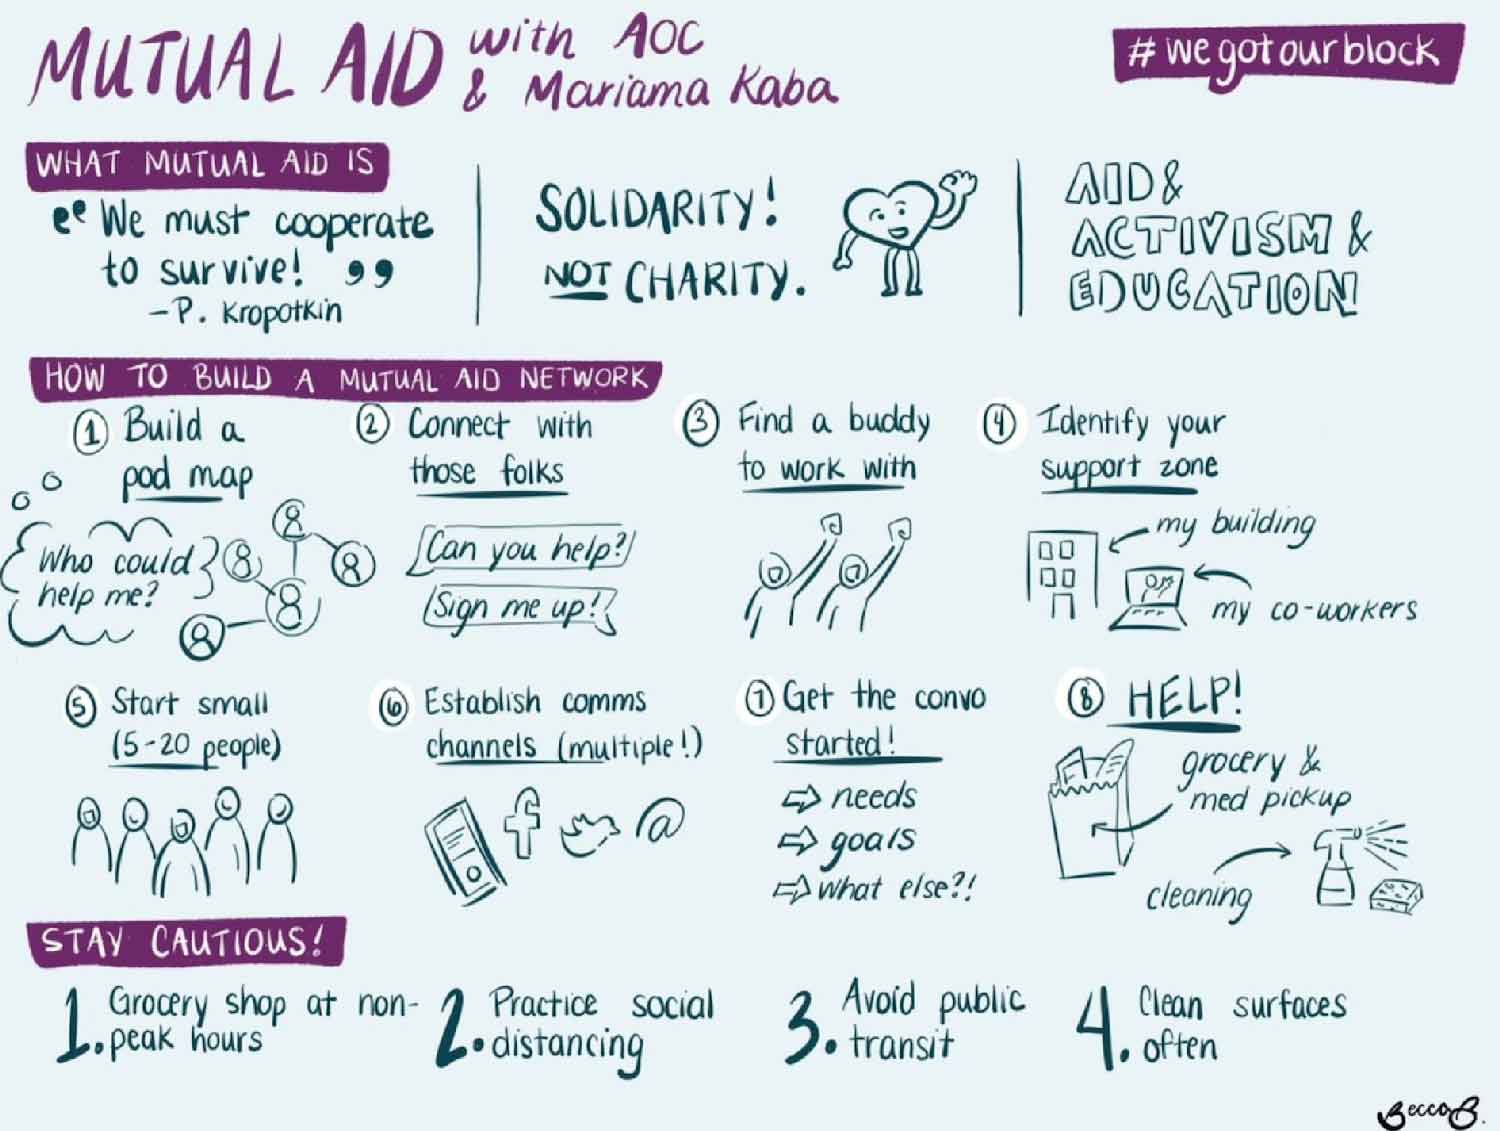 MUTUAL AID with AOC
& Mariama Kaba
#wegotourblock
WHAT MUTUAL AID IS
"We must cooperate
to survive!"
- P. Kropotkin
SOLIDARITY!
NOT CHARITY.
AID &
ACTIVISM &
EDUCATION!
HOW TO BUILD A MUTUAL AID NETWORK
1 Build a
pod map
Who could
help me?
2 Connect with
those folks
Can you help?
Sign me up!
3 Find a buddy
to work with
4 Identify your
support zone
my building
my co-workers
5 Start small
(5-20 people)
6 Establish comms
channels (multiple!)
f
@
7 Get the convo
started!
⇨ needs
⇨ goals
⇨ what else?!
8 HELP!
grocery &
med pickup
cleaning
STAY CAUTIOUS!
1. Grocery shop at non-
peak hours
2. Practice social
distancing
3. Avoid public
transit
4. Clean surfaces
often
Becca B.